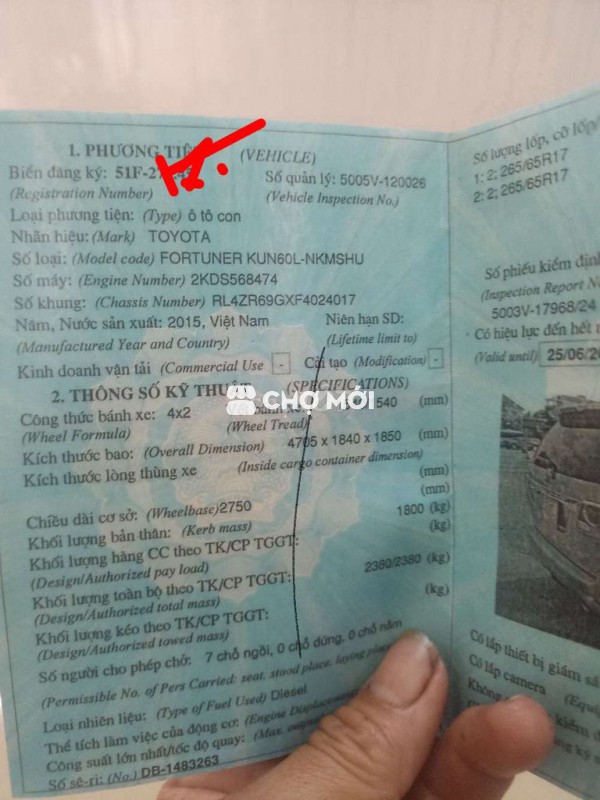 1. PHƯƠNG TIỆ (VEHICLE)
Biển đăng ký: 51F-2
(Registration Number)
Số quản lý: 5005V-120026
(Vehicle Inspection No.)
Loại phương tiện: (Type) ô tô con
Nhãn hiệu: (Mark) TOYOTA
Số loại: (Model code) FORTUNER KUN60L-NKMSHU
Số máy: (Engine Number) 2KDS568474
Số khung: (Chassis Number) RL4ZR69GXF4024017
Năm, Nước sản xuất: 2015, Việt Nam
(Manufactured Year and Country)
Niên hạn SD:
(Lifetime limit to)
Kinh doanh vận tải (Commercial Use - Cải tạo (Modification) -
2. THÔNG SỐ KỸ THUẬT (SPECIFICATIONS)
Công thức bánh xe: 4x2
(Wheel Formula)
540 (mm)
(Wheel Tread)
CHỢ MỚI
Kích thước bao: (Overall Dimension) 4705 x 1840 x 1850 (mm)
Kích thước lòng thùng xe (Inside cargo container dimension)
(mm)
Chiều dài cơ sở: (Wheelbase) 2750 (mm)
Khối lượng bản thân: (Kerb mass) 1800 (kg)
Khối lượng hàng CC theo TK/CP TGGT: (kg)
(Design/Authorized pay load)
Khối lượng toàn bộ theo TK/CP TGGT: 2380/2380 (kg)
(Design/Authorized total mass)
Khối lượng kéo theo TK/CP TGGT: (kg)
(Design/Authorized towed mass)
Số người cho phép chở: 7 chỗ ngồi, 0 chỗ đứng, 0 chỗ nằm
(Permissible No. of Pers Carried: seat, stood place, laying place
Loại nhiên liệu: (Type of Fuel Used) Diesel
Thể tích làm việc của động cơ: (Engine Displacement
Công suất lớn nhất/tốc độ quay: (Max. output
Số sê-ri: (No.) DB-1483263
Số lượng lốp, cỡ lốp/
1: 2; 265/65R17
2: 2; 265/65R17
Số phiếu kiểm định
(Inspection Report No
5003V-17968/24
Có hiệu lực đến hết
(Valid until) 25/06/20
Có lắp thiết bị giám sá
Có lắp camera (Equi